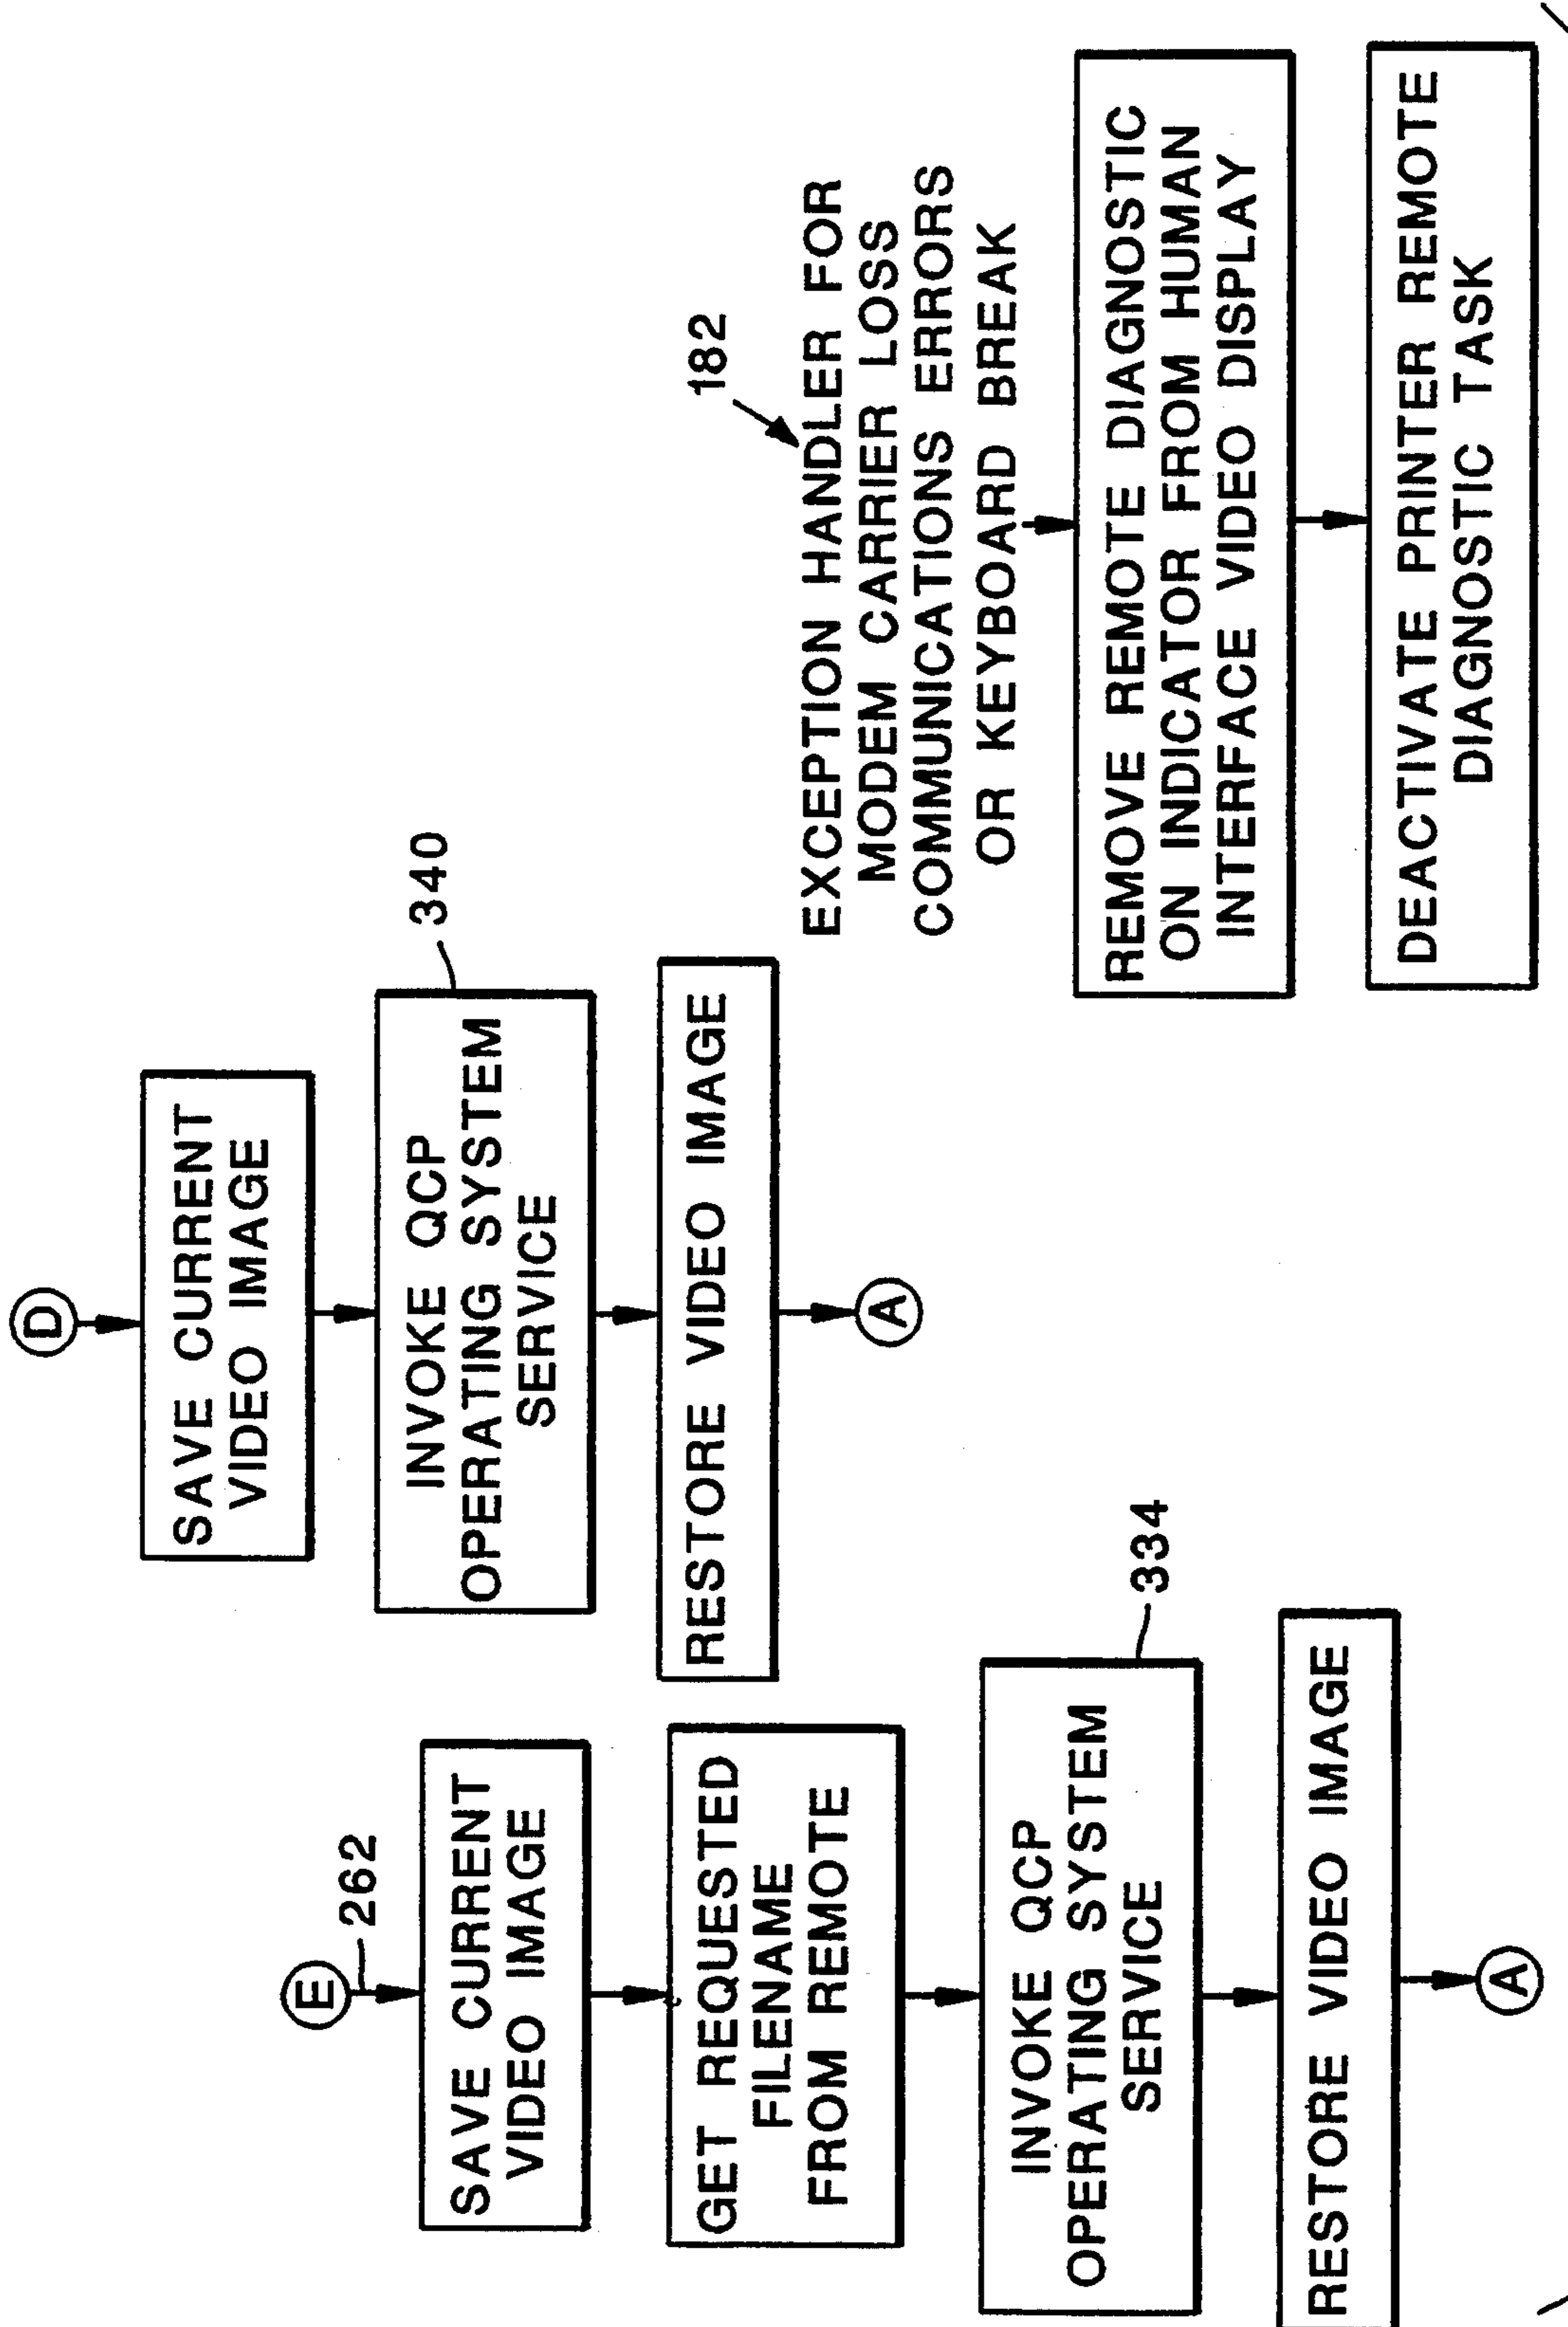 E
262
SAVE CURRENT
VIDEO IMAGE
GET REQUESTED
FILENAME
FROM REMOTE
INVOKE QCP
OPERATING SYSTEM
SERVICE
334
RESTORE VIDEO IMAGE
A
D
SAVE CURRENT
VIDEO IMAGE
INVOKE QCP
OPERATING SYSTEM
SERVICE
340
RESTORE VIDEO IMAGE
A
182
EXCEPTION HANDLER FOR
MODEM CARRIER LOSS
COMMUNICATIONS ERRORS
OR KEYBOARD BREAK
REMOVE REMOTE DIAGNOSTIC
ON INDICATOR FROM HUMAN
INTERFACE VIDEO DISPLAY
DEACTIVATE PRINTER REMOTE
DIAGNOSTIC TASK